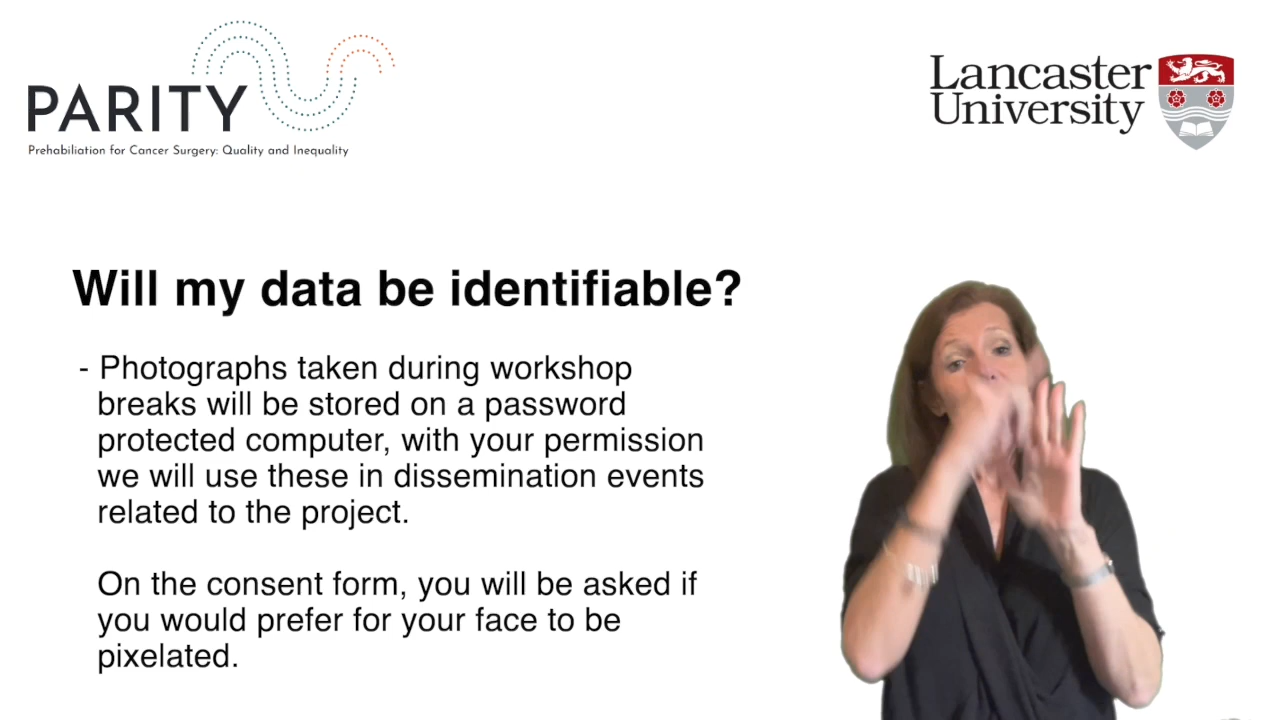 PARITY
Prehabiliation for Cancer Surgery: Quality and Inequality
Lancaster
University
Will my data be identifiable?
- Photographs taken during workshop
breaks will be stored on a password
protected computer, with your permission
we will use these in dissemination events
related to the project.
On the consent form, you will be asked if
you would prefer for your face to be
pixelated.